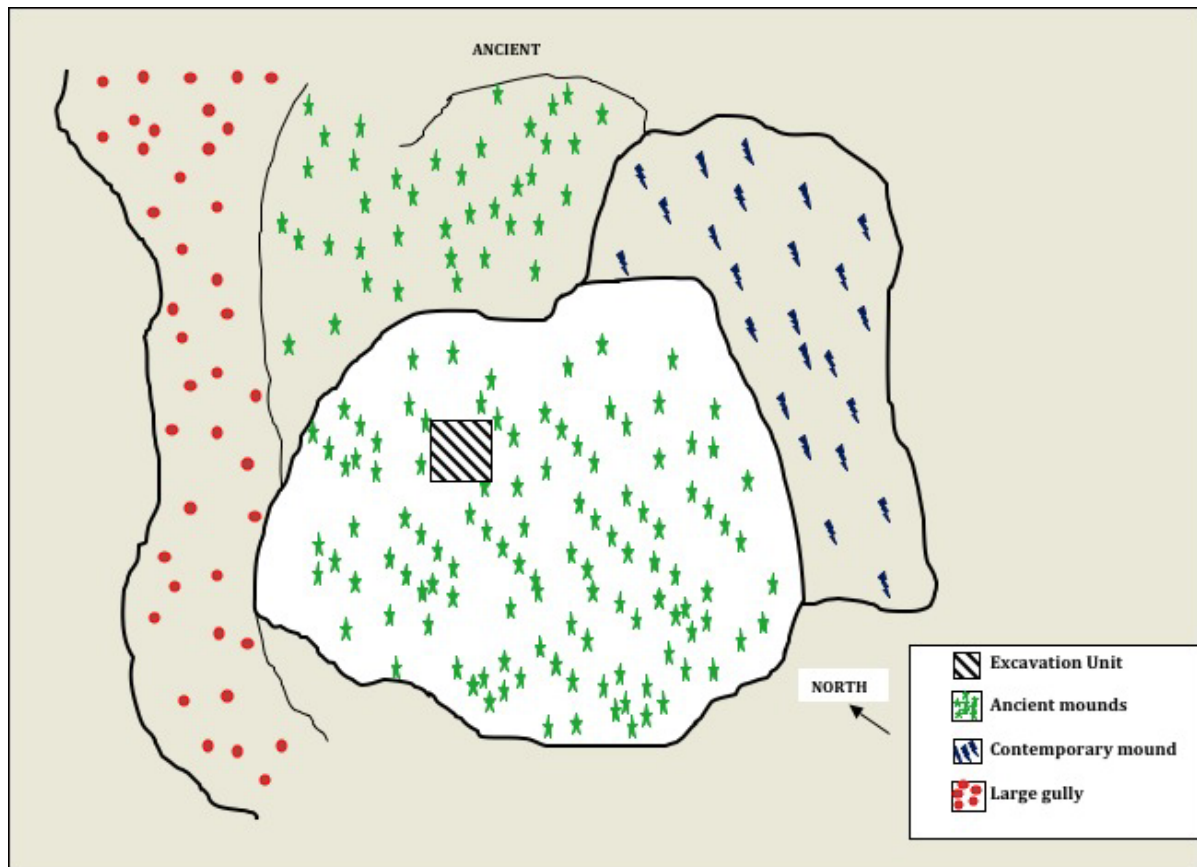 ANCIENT
NORTH
Excavation Unit
Ancient mounds
Contemporary mound
Large gully